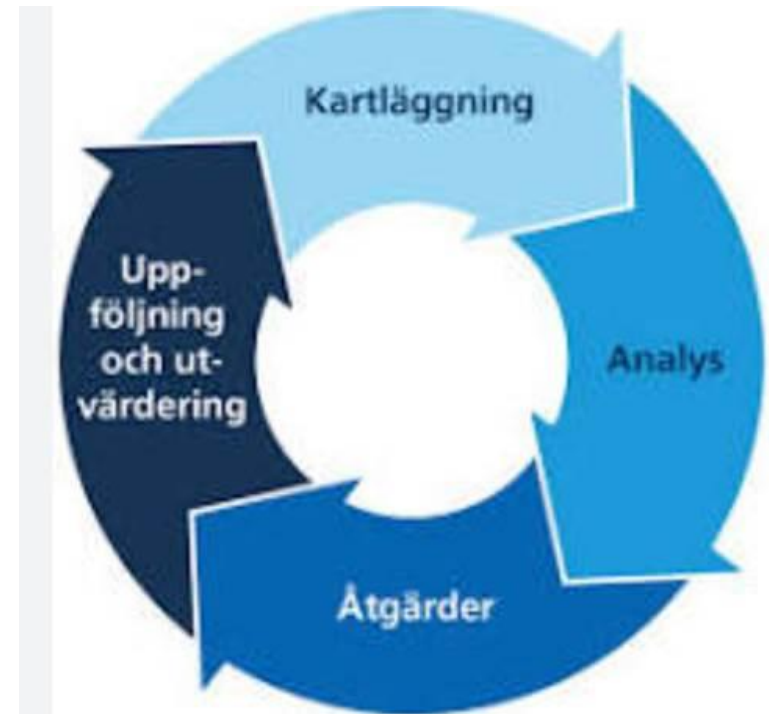 Kartläggning
Analys
Åtgärder
Upp-
följning
och ut-
värdering